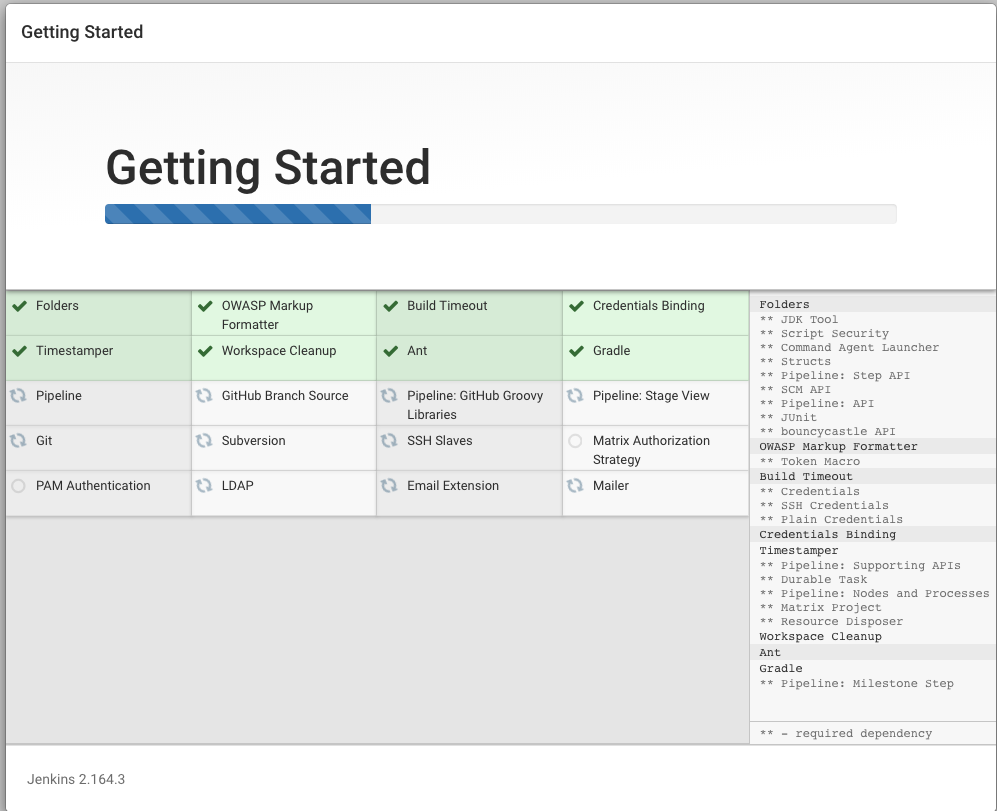 Getting Started
Getting Started
Folders
OWASP Markup
Formatter
Build Timeout
Credentials Binding
Timestamper
Workspace Cleanup
Ant
Gradle
Pipeline
GitHub Branch Source
Pipeline: GitHub Groovy
Libraries
Pipeline: Stage View
Git
Subversion
SSH Slaves
Matrix Authorization
Strategy
PAM Authentication
LDAP
Email Extension
Mailer
Folders
** JDK Tool
** Script Security
** Command Agent Launcher
** Structs
** Pipeline: Step API
** SCM API
** Pipeline: API
** JUnit
** bouncycastle API
OWASP Markup Formatter
** Token Macro
Build Timeout
** Credentials
** SSH Credentials
** Plain Credentials
Credentials Binding
Timestamper
** Pipeline: Supporting APIs
** Durable Task
** Pipeline: Nodes and Processes
** Matrix Project
** Resource Disposer
Workspace Cleanup
Ant
Gradle
** Pipeline: Milestone Step
** - required dependency
Jenkins 2.164.3